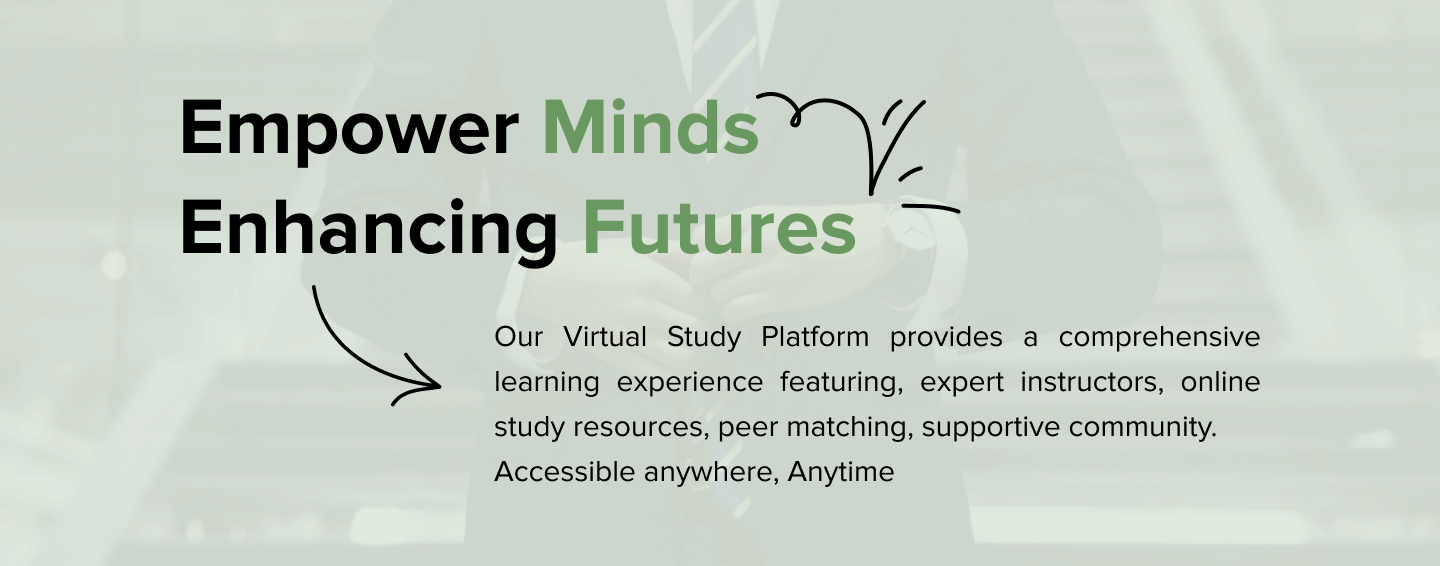 Empower Minds
Enhancing Futures
Our Virtual Study Platform provides a comprehensive
learning experience featuring, expert instructors, online
study resources, peer matching, supportive community.
Accessible anywhere, Anytime